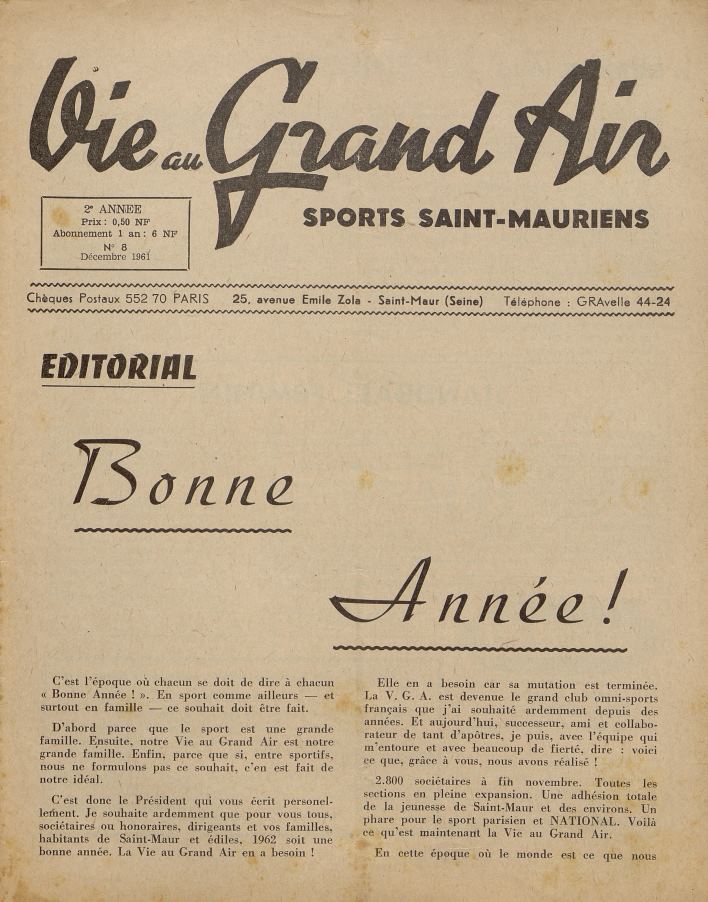 Vie au Grand Air
SPORTS SAINT-MAURIENS
2e ANNEE
Prix : 0,50 NF
Abonnement 1 an : 6 NF
N° 8
Décembre 1961
Chèques Postaux 552 70 PARIS 25, avenue Emile Zola - Saint-Maur (Seine) Téléphone : GRAvelle 44-24
EDITORIAL
Bonne
Année !
C'est l'époque où chacun se doit de dire à chacun
« Bonne Année ! ». En sport comme ailleurs — et
surtout en famille — ce souhait doit être fait.
D'abord parce que le sport est une grande
famille. Ensuite, notre Vie au Grand Air est notre
grande famille. Enfin, parce que si, entre sportifs,
nous ne formulons pas ce souhait, c'en est fait de
notre idéal.
C'est donc le Président qui vous écrit personel-
lement. Je souhaite ardemment que pour vous tous,
sociétaires ou honoraires, dirigeants et vos familles,
habitants de Saint-Maur et édiles, 1962 soit une
bonne année. La Vie au Grand Air en a besoin !
Elle en a besoin car sa mutation est terminée.
La V. G. A. est devenue le grand club omni-sports
français que j'ai souhaité ardemment depuis des
années. Et aujourd'hui, successeur, ami et collabo-
rateur de tant d'apôtres, je puis, avec l'équipe qui
m'entoure et avec beaucoup de fierté, dire : voici
ce que, grâce à vous, nous avons réalisé !
2.800 sociétaires à fin novembre. Toutes les
sections en pleine expansion. Une adhésion totale
de la jeunesse de Saint-Maur et des environs. Un
phare pour le sport parisien et NATIONAL. Voilà
ce qu'est maintenant la Vie au Grand Air.
En cette époque où le monde est ce que nous